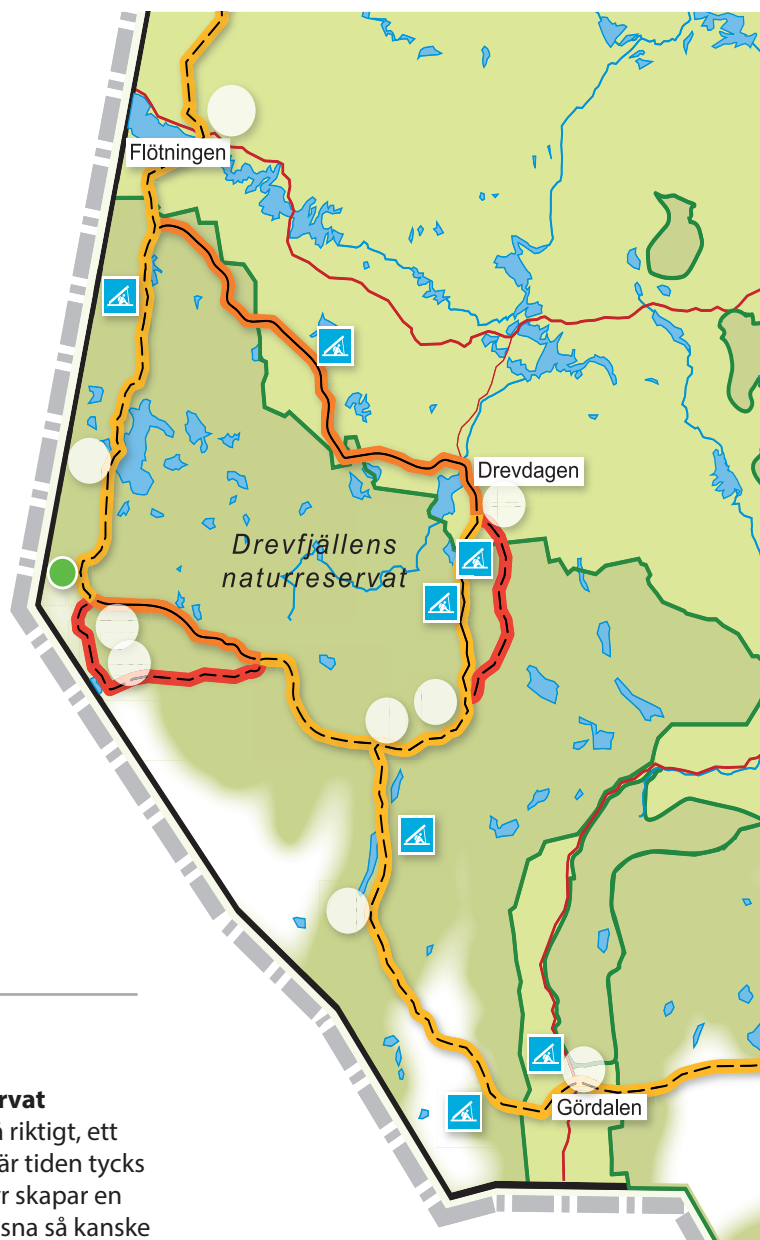 Flötningen
Drevdagen
Drevfjällens
naturreservat
Gördalen
rvat
riktigt, ett
är tiden tycks
r skapar en
sna så kanske